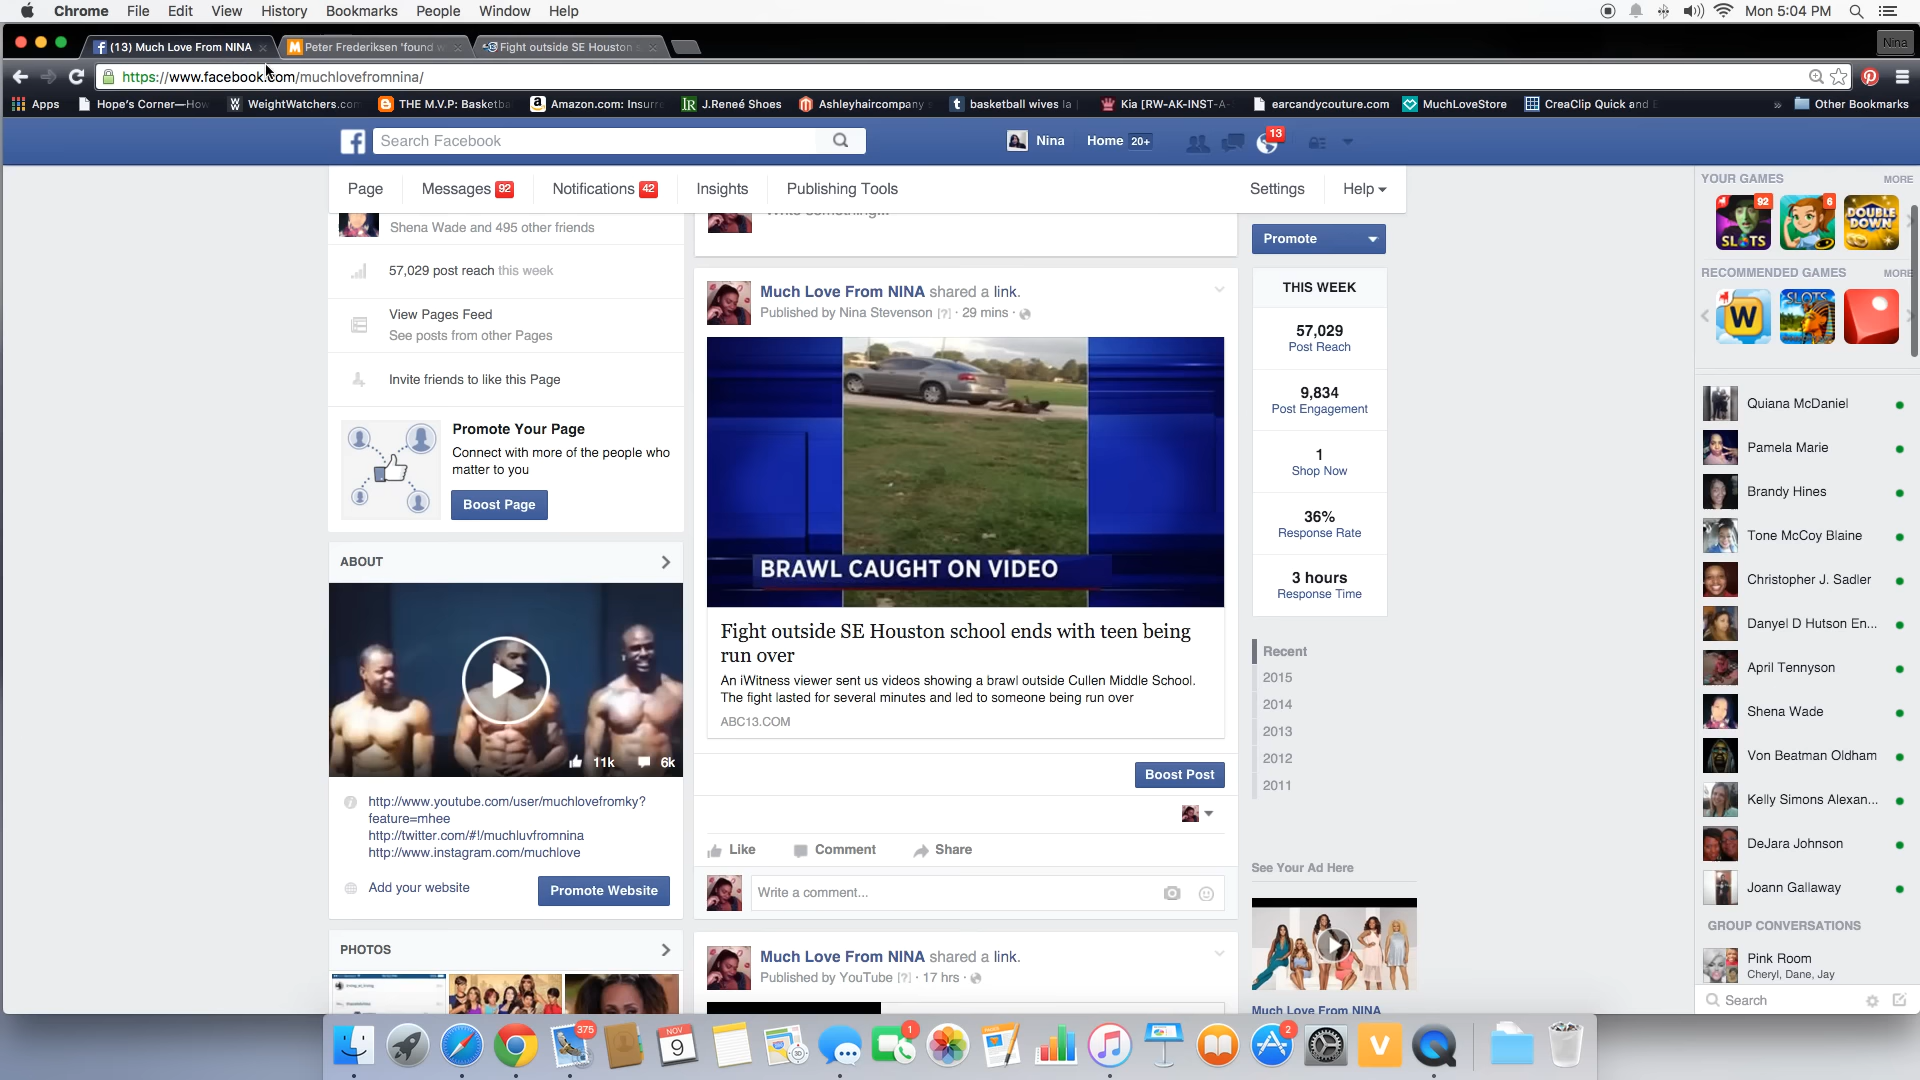 Chrome File Edit View History Bookmarks People Window Help Mon 5:04 PM
(13) Much Love From NINA Peter Frederiksen 'found w Fight outside SE Houston s Nina
https://www.facebook.com/muchlovefromnina/
Apps Hope's Corner—How WeightWatchers.com THE M.V.P: Basketba Amazon.com: Insurre J.Reneé Shoes Ashleyhaircompany basketball wives la Kia [RW-AK-INST-A- earcandycouture.com MuchLoveStore CreaClip Quick and E » Other Bookmarks
Search Facebook Nina Home 20+ 13
Page Messages 92 Notifications 42 Insights Publishing Tools Settings Help
Shena Wade and 495 other friends
57,029 post reach this week
View Pages Feed
See posts from other Pages
Invite friends to like this Page
Promote Your Page
Connect with more of the people who
matter to you
Boost Page
ABOUT
11k 6k
http://www.youtube.com/user/muchlovefromky?
feature=mhee
http://twitter.com/#!/muchluvfromnina
http://www.instagram.com/muchlove
Add your website Promote Website
PHOTOS
Write something...
Much Love From NINA shared a link.
Published by Nina Stevenson [?] · 29 mins ·
BRAWL CAUGHT ON VIDEO
Fight outside SE Houston school ends with teen being
run over
An iWitness viewer sent us videos showing a brawl outside Cullen Middle School.
The fight lasted for several minutes and led to someone being run over
ABC13.COM
Boost Post
Like Comment Share
Write a comment...
Much Love From NINA shared a link.
Published by YouTube [?] · 17 hrs ·
Promote
THIS WEEK
57,029
Post Reach
9,834
Post Engagement
1
Shop Now
36%
Response Rate
3 hours
Response Time
Recent
2015
2014
2013
2012
2011
See Your Ad Here
Much Love From NINA
YOUR GAMES MORE
92 6
SLOTS DOUBLE
DOWN
RECOMMENDED GAMES MORE
W SLOTS
Quiana McDaniel
Pamela Marie
Brandy Hines
Tone McCoy Blaine
Christopher J. Sadler
Danyel D Hutson En...
April Tennyson
Shena Wade
Von Beatman Oldham
Kelly Simons Alexan...
DeJara Johnson
Joann Gallaway
GROUP CONVERSATIONS
Pink Room
Cheryl, Dane, Jay
Search
375 NOV 9 1 2